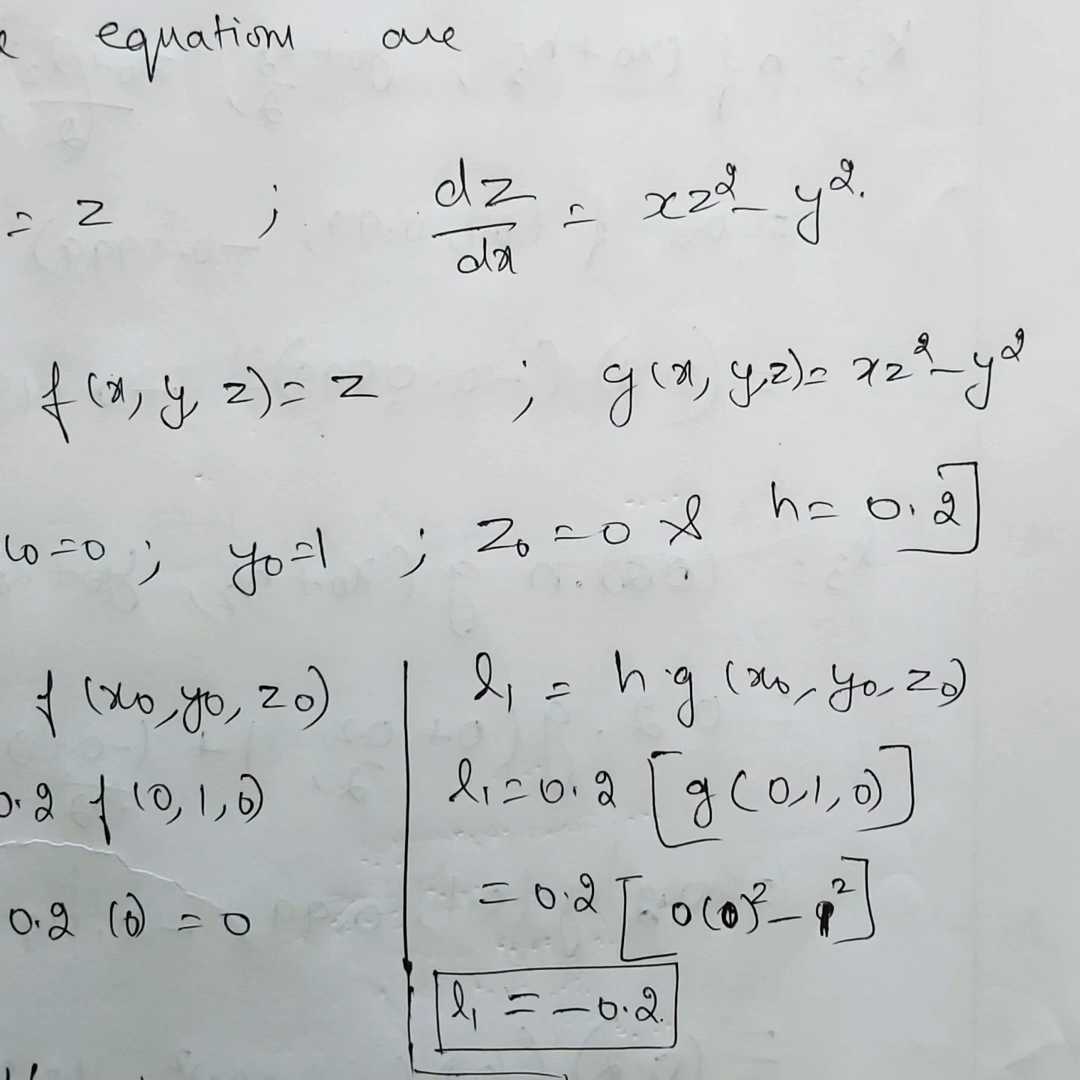 equations are
= z ; dz/dx = xz² - y².
f(x, y, z) = z ; g(x, y, z) = xz² - y²
x₀ = 0 ; y₀ = 1 ; z₀ = 0 & h = 0.2]
f (x₀, y₀, z₀) l₁ = h·g (x₀, y₀, z₀)
0.2 f (0, 1, 0) l₁ = 0.2 [g(0,1,0)]
0.2 (0) = 0 = 0.2 [0(0)² - 1²]
l₁ = -0.2.